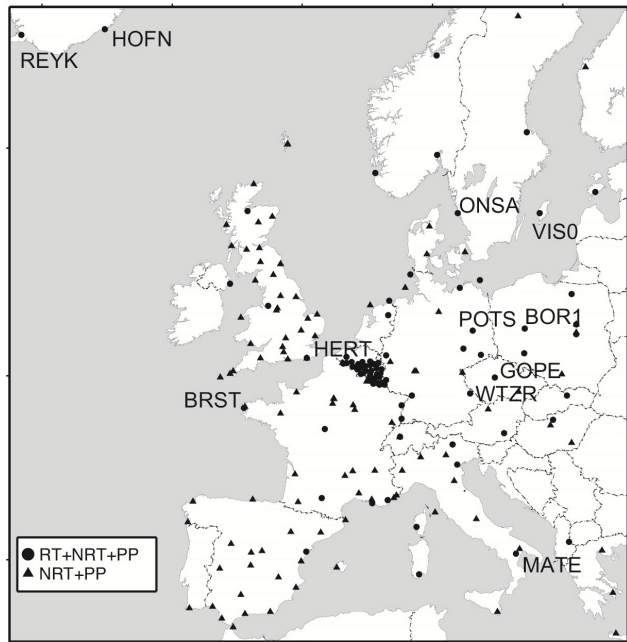 HOFN
REYK
ONSA
VIS0
POTS
BOR1
HERT
GOPE
WTZR
BRST
MATE
RT+NRT+PP
NRT+PP